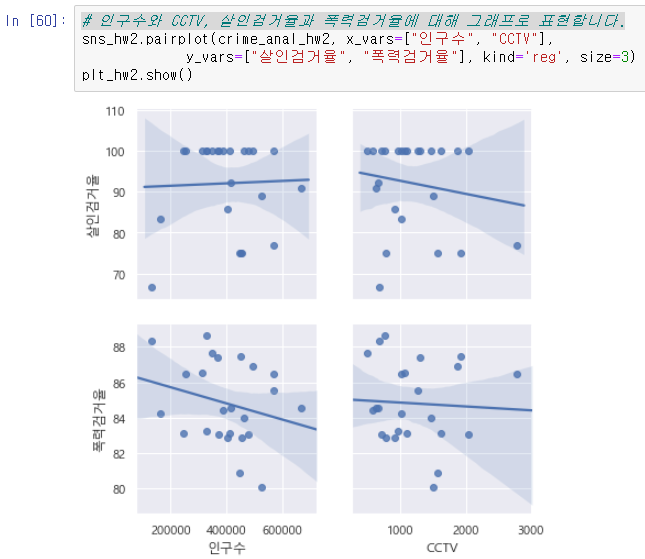 In [60]:
# 인구수와 CCTV, 살인검거율과 폭력검거율에 대해 그래프로 표현합니다.
sns_hw2.pairplot(crime_anal_hw2, x_vars=["인구수", "CCTV"],
y_vars=["살인검거율", "폭력검거율"], kind='reg', size=3)
plt_hw2.show()
110
100
90
80
70
살인검거율
88
86
84
82
80
폭력검거율
200000 400000 600000
인구수
1000 2000 3000
CCTV